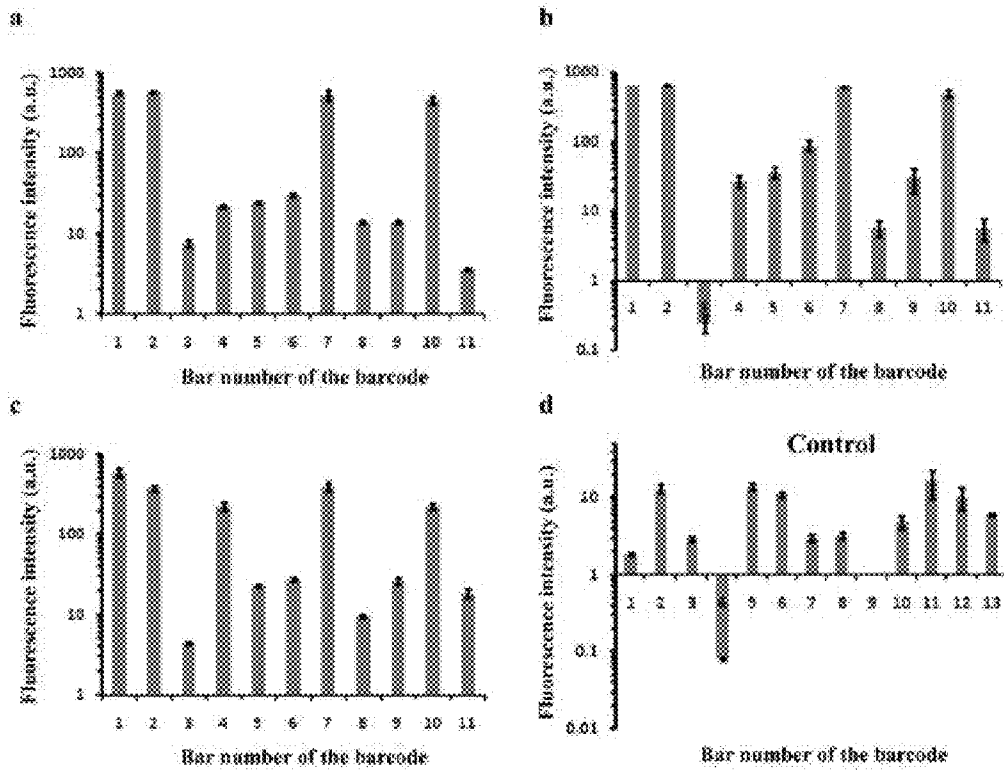 a
Fluorescence intensity (a.u.)
1000
100
10
1
1 2 3 4 5 6 7 8 9 10 11
Bar number of the barcode
b
Fluorescence intensity (a.u.)
1000
100
10
1
0.1
1 2 4 5 6 7 8 9 10 11
Bar number of the barcode
c
Fluorescence intensity (a.u.)
1000
100
10
1
1 2 3 4 5 6 7 8 9 10 11
Bar number of the barcode
d
Control
Fluorescence intensity (a.u.)
10
1
0.1
0.01
1 2 3 5 6 7 8 9 10 11 12 13
Bar number of the barcode